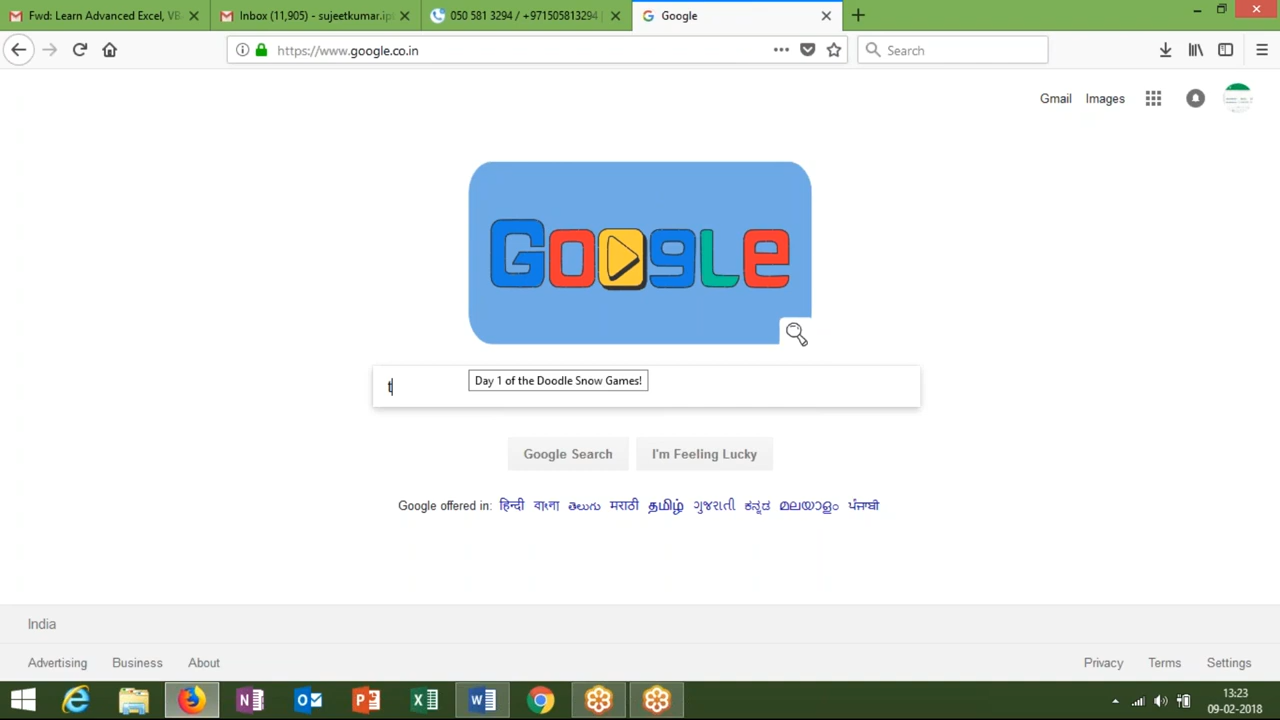 Fwd: Learn Advanced Excel, VB
Inbox (11,905) - sujeetkumar.ip
050 581 3294 / +971505813294
Google
https://www.google.co.in
Search
Gmail Images
Google
t
Day 1 of the Doodle Snow Games!
Google Search I'm Feeling Lucky
Google offered in: हिन्दी বাংলা తెలుగు मराठी தமிழ் ગુજરાતી ಕನ್ನಡ മലയാളം ਪੰਜਾਬੀ
India
Advertising Business About Privacy Terms Settings
13:23
09-02-2018